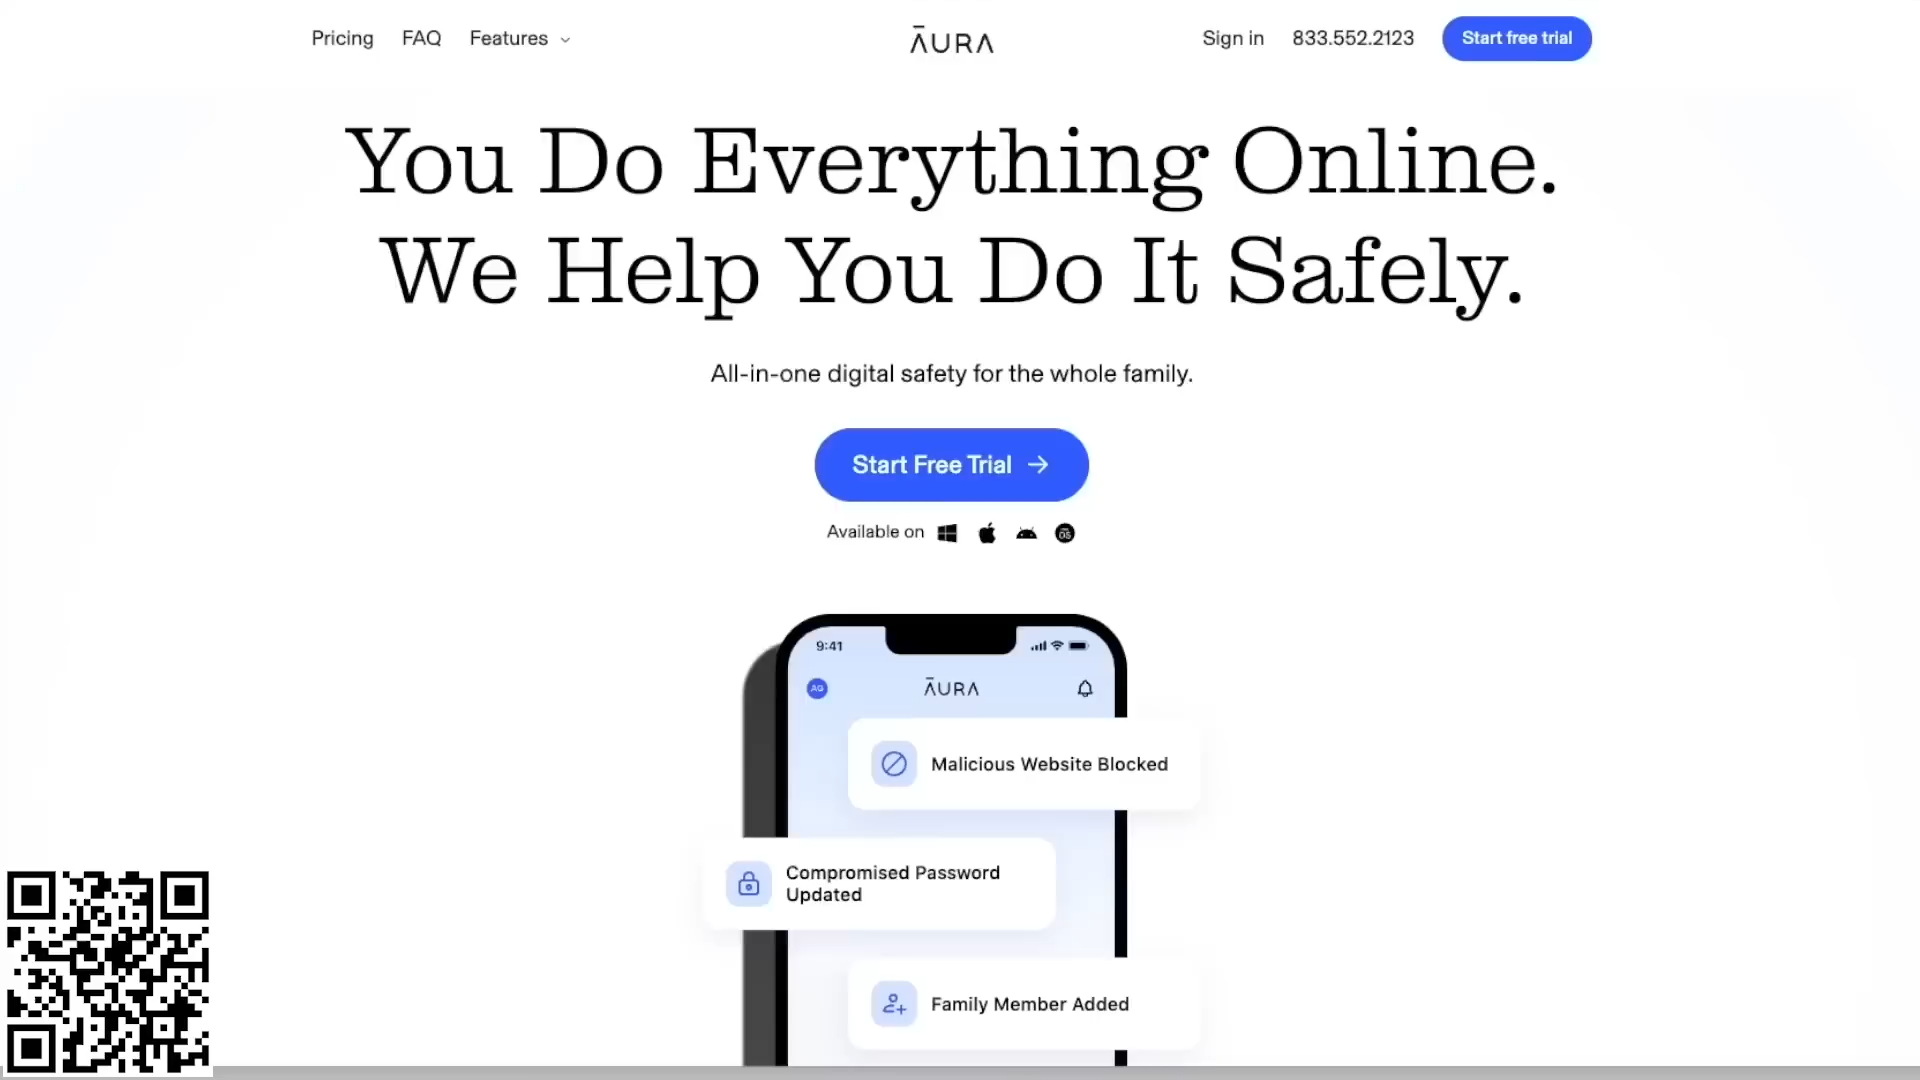 Pricing
FAQ
Features
ĀURA
Sign in
833.552.2123
Start free trial
You Do Everything Online.
We Help You Do It Safely.
All-in-one digital safety for the whole family.
Start Free Trial →
Available on
9:41
AG
ĀURA
Malicious Website Blocked
Compromised Password
Updated
Family Member Added